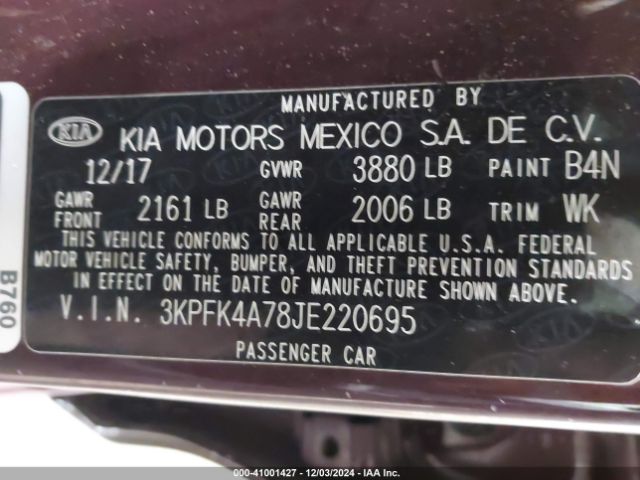 MANUFACTURED BY
KIA KIA MOTORS MEXICO S.A. DE C.V.
12/17 GVWR 3880 LB PAINT B4N
GAWR FRONT 2161 LB GAWR REAR 2006 LB TRIM WK
THIS VEHICLE CONFORMS TO ALL APPLICABLE U.S.A. FEDERAL
MOTOR VEHICLE SAFETY, BUMPER, AND THEFT PREVENTION STANDARDS
IN EFFECT ON THE DATE OF MANUFACTURE SHOWN ABOVE.
V.I.N. 3KPFK4A78JE220695
PASSENGER CAR
B760
000-41001427 - 12/03/2024 - COPYRIGHT IAA, LLC.